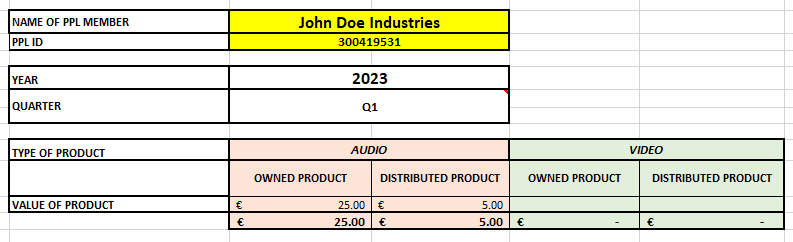 NAME OF PPL MEMBER John Doe Industries
PPL ID 300419531
YEAR 2023
QUARTER Q1
TYPE OF PRODUCT AUDIO VIDEO
OWNED PRODUCT DISTRIBUTED PRODUCT OWNED PRODUCT DISTRIBUTED PRODUCT
VALUE OF PRODUCT € 25.00 € 5.00
€ 25.00 € 5.00 € - € -